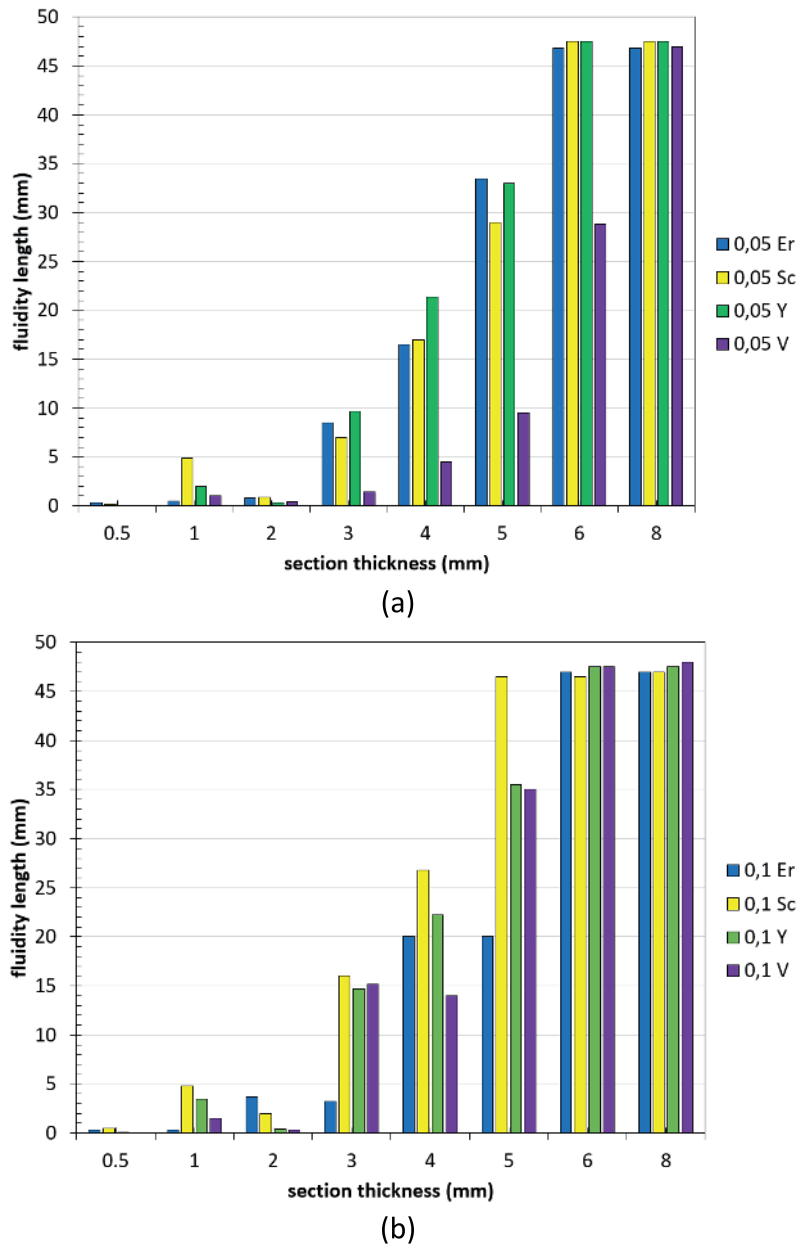 50
45
40
35
30
25
20
15
10
5
0
fluidity length (mm)
0.5 1 2 3 4 5 6 8
section thickness (mm)
0,05 Er
0,05 Sc
0,05 Y
0,05 V
(a)
50
45
40
35
30
25
20
15
10
5
0
fluidity length (mm)
0.5 1 2 3 4 5 6 8
section thickness (mm)
0,1 Er
0,1 Sc
0,1 Y
0,1 V
(b)